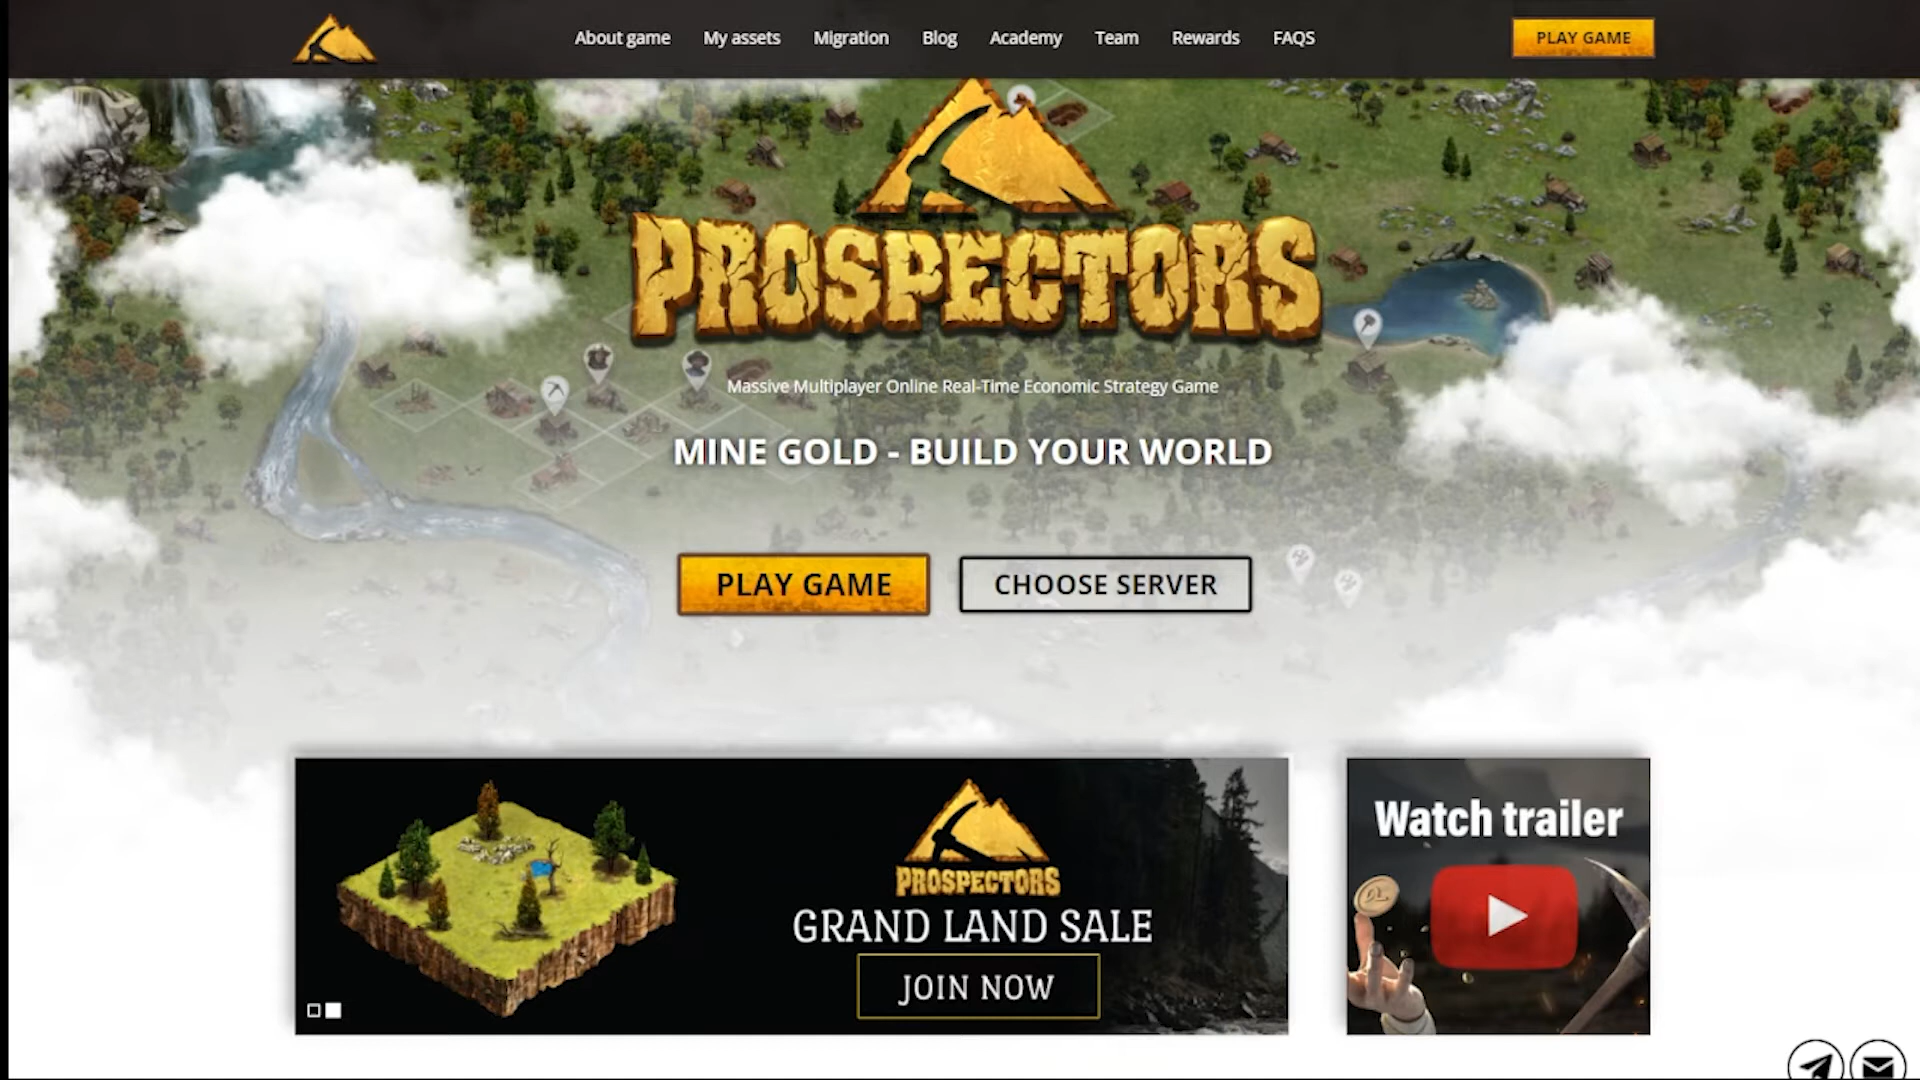 About game My assets Migration Blog Academy Team Rewards FAQS PLAY GAME
PROSPECTORS
Massive Multiplayer Online Real-Time Economic Strategy Game
MINE GOLD - BUILD YOUR WORLD
PLAY GAME CHOOSE SERVER
PROSPECTORS
GRAND LAND SALE
JOIN NOW
Watch trailer